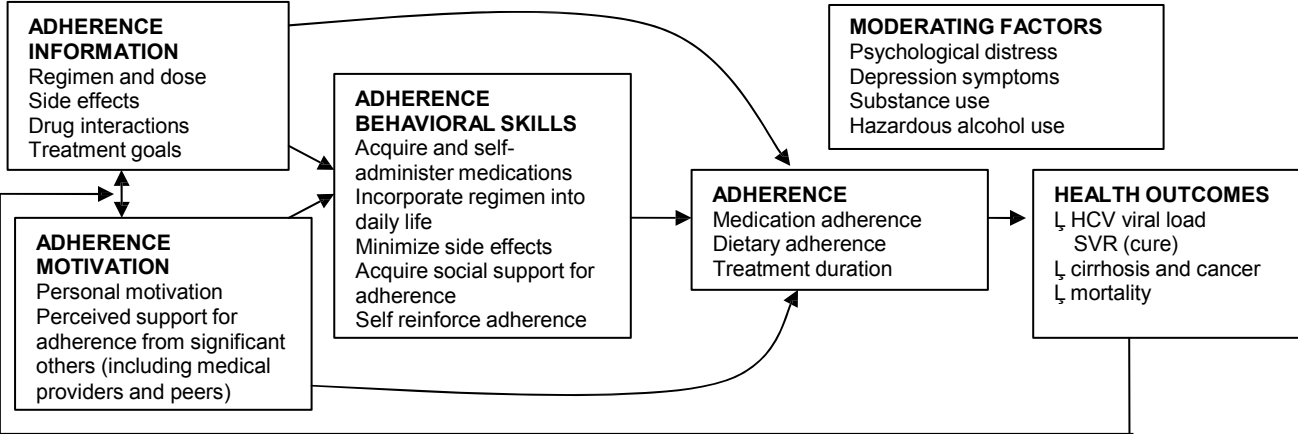 ADHERENCE
INFORMATION
Regimen and dose
Side effects
Drug interactions
Treatment goals
ADHERENCE
MOTIVATION
Personal motivation
Perceived support for
adherence from significant
others (including medical
providers and peers)
ADHERENCE
BEHAVIORAL SKILLS
Acquire and self-
administer medications
Incorporate regimen into
daily life
Minimize side effects
Acquire social support for
adherence
Self reinforce adherence
MODERATING FACTORS
Psychological distress
Depression symptoms
Substance use
Hazardous alcohol use
ADHERENCE
Medication adherence
Dietary adherence
Treatment duration
HEALTH OUTCOMES
Ļ HCV viral load
SVR (cure)
Ļ cirrhosis and cancer
Ļ mortality